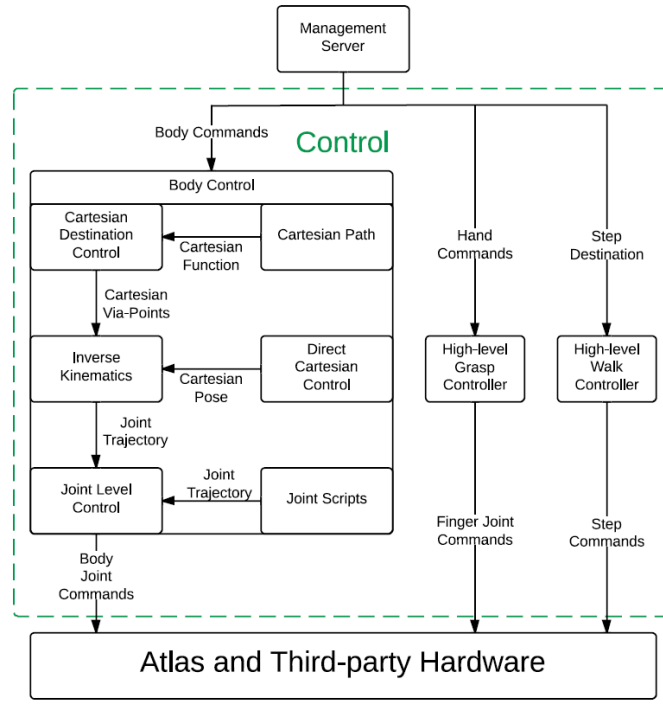 Management
Server
Body Commands
Control
Body Control
Cartesian
Destination
Control
Cartesian
Function
Cartesian Path
Hand
Commands
Step
Destination
Cartesian
Via-Points
Inverse
Kinematics
Cartesian
Pose
Direct
Cartesian
Control
High-level
Grasp
Controller
High-level
Walk
Controller
Joint
Trajectory
Joint Level
Control
Joint
Trajectory
Joint Scripts
Finger Joint
Commands
Step
Commands
Body
Joint
Commands
Atlas and Third-party Hardware